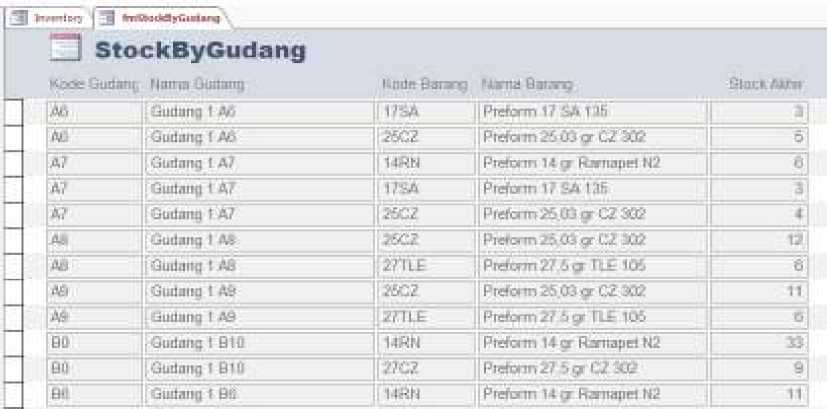 Inventory frmStockByGudang
StockByGudang
Kode Gudang Nama Gudang Kode Barang Nama Barang Stock Akhir
A6 Gudang 1 A6 17SA Preform 17 SA 135 3
A6 Gudang 1 A6 25CZ Preform 25,03 gr CZ 302 5
A7 Gudang 1 A7 14RN Preform 14 gr Ramapet N2 6
A7 Gudang 1 A7 17SA Preform 17 SA 135 3
A7 Gudang 1 A7 25CZ Preform 25,03 gr CZ 302 4
A8 Gudang 1 A8 25CZ Preform 25,03 gr CZ 302 12
A8 Gudang 1 A8 27TLE Preform 27,5 gr TLE 105 6
A9 Gudang 1 A9 25CZ Preform 25,03 gr CZ 302 11
A9 Gudang 1 A9 27TLE Preform 27,5 gr TLE 105 6
B0 Gudang 1 B10 14RN Preform 14 gr Ramapet N2 33
B0 Gudang 1 B10 27CZ Preform 27,5 gr CZ 302 9
B6 Gudang 1 B6 14RN Preform 14 gr Ramapet N2 11